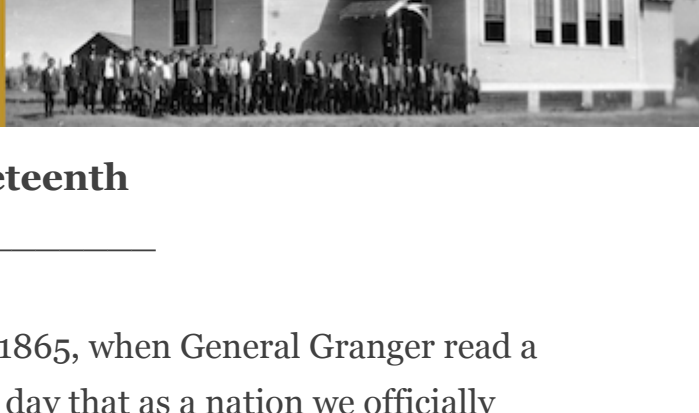 eteenth
1865, when General Granger read a
day that as a nation we officially